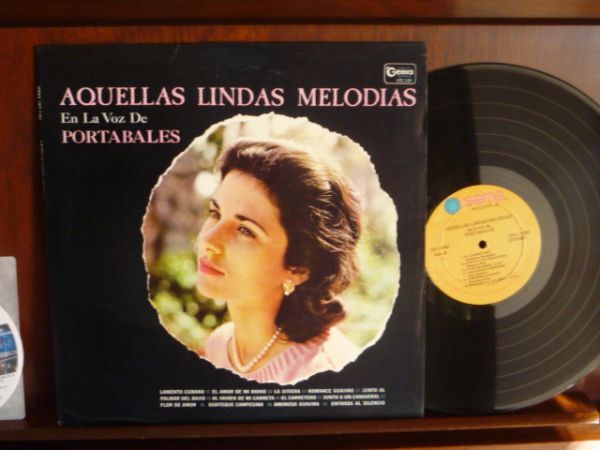 Gema
AQUELLAS LINDAS MELODIAS
En La Voz De
PORTABALES
LAMENTO CUBANO EL AMOR DE MI BOHIO LA SITIERA ROMANCE GUAJIRO JUNTO AL
PALMAR DEL BAJIO AL VAIVEN DE MI CARRETA EL CARRETERO JUNTO A UN CANAVERAL
FLOR DE AMOR GUATEQUE CAMPESINO AMOROSA GUAJIRA ENTRADA AL SILENCIO
gema